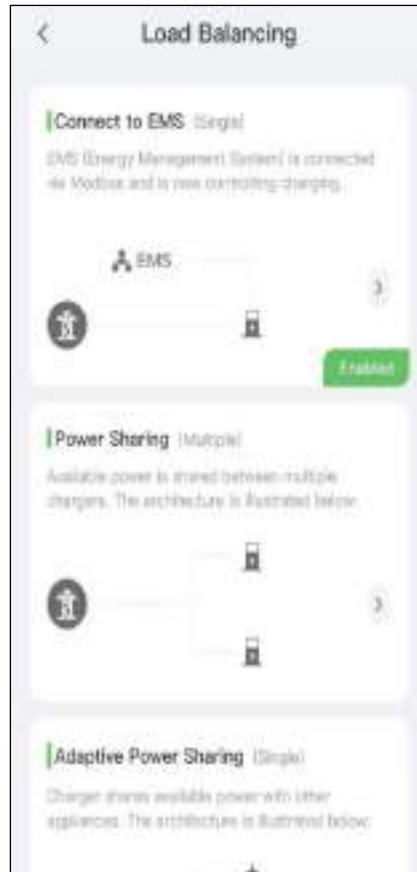 Load Balancing
Connect to EMS (Single)
EMS (Energy Management System) is connected
via Modbus and is now controlling charging.
EMS
Enabled
Power Sharing (Multiple)
Available power is shared between multiple
chargers. The architecture is illustrated below:
Adaptive Power Sharing (Single)
Charger shares available power with other
appliances. The architecture is illustrated below: